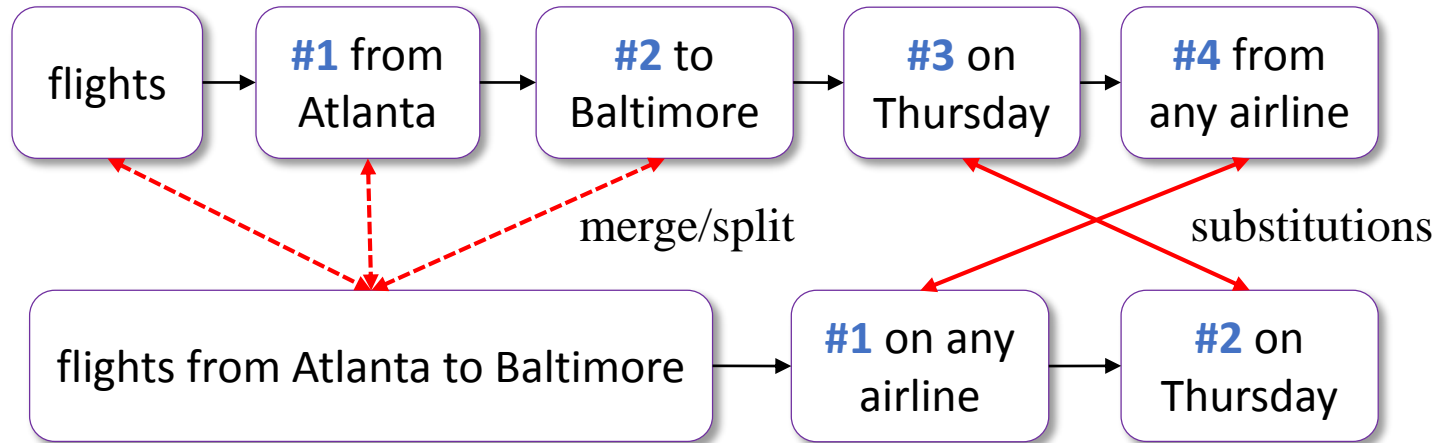 flights
#1 from
Atlanta
#2 to
Baltimore
#3 on
Thursday
#4 from
any airline
merge/split
substitutions
flights from Atlanta to Baltimore
#1 on any
airline
#2 on
Thursday